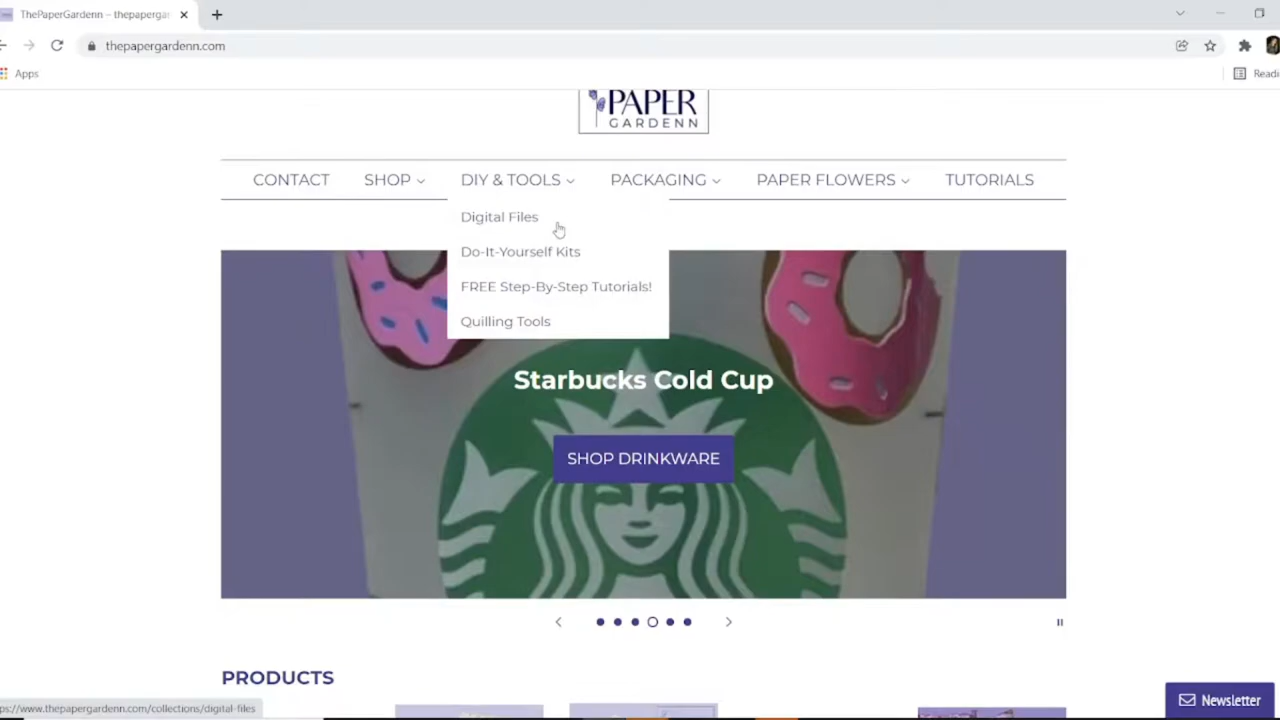 ThePaperGardenn – thepapergar
thepapergardenn.com
Apps
Readi
PAPER
GARDENN
CONTACT SHOP DIY & TOOLS PACKAGING PAPER FLOWERS TUTORIALS
Digital Files
Do-It-Yourself Kits
FREE Step-By-Step Tutorials!
Quilling Tools
Starbucks Cold Cup
SHOP DRINKWARE
PRODUCTS
Newsletter
ps://www.thepapergardenn.com/collections/digital-files